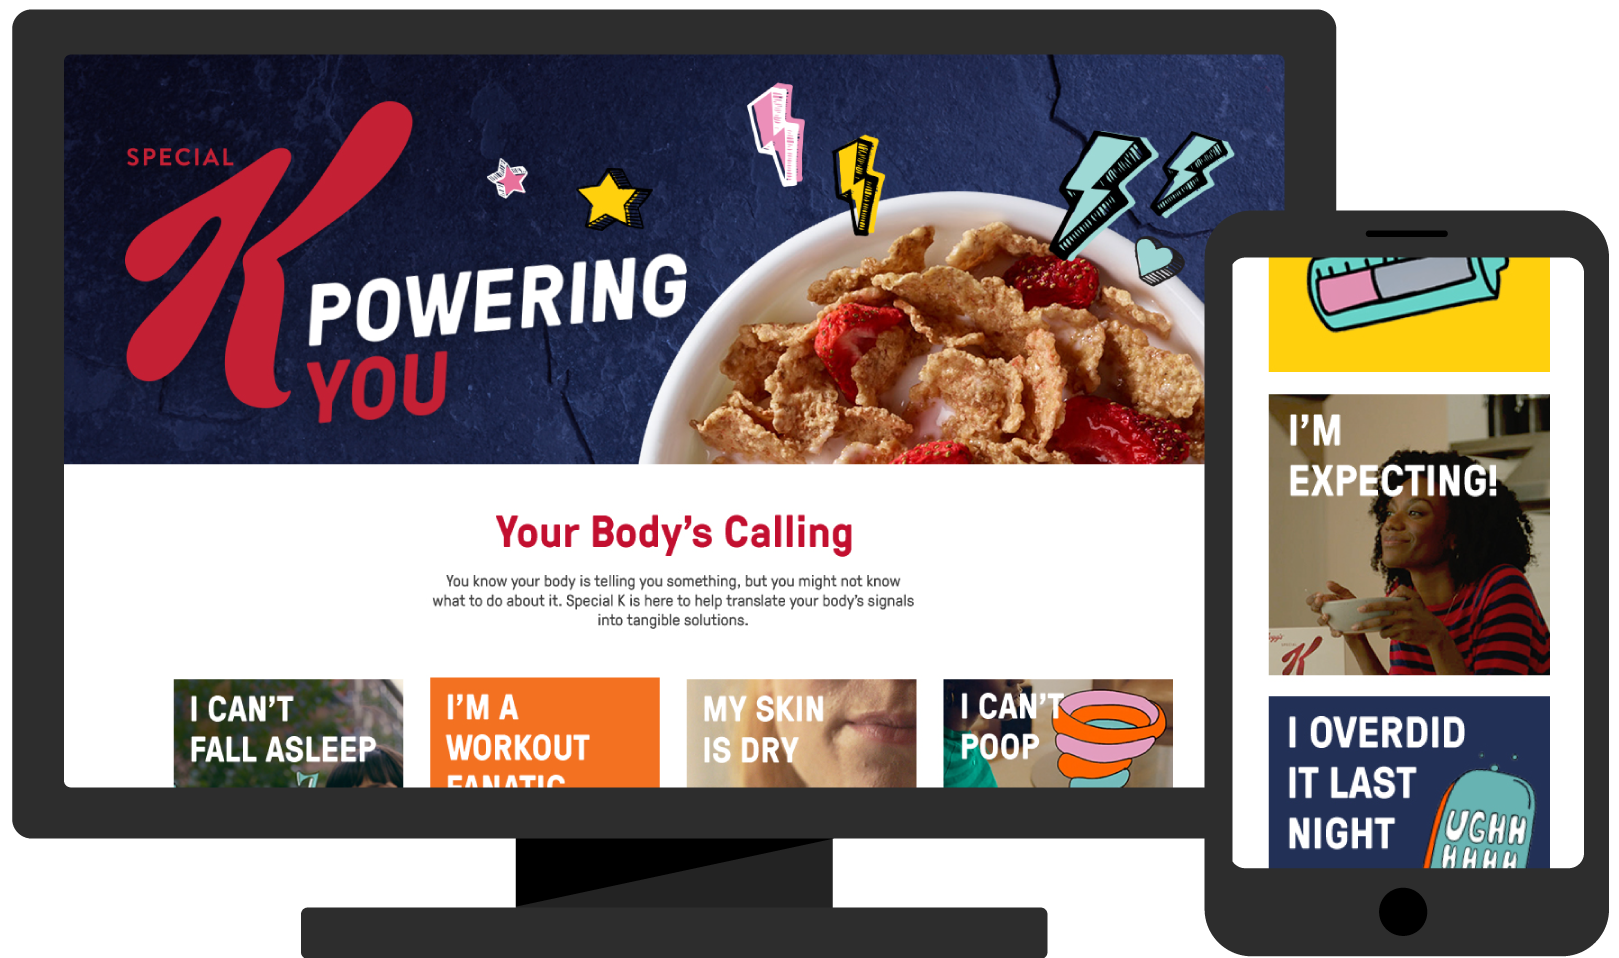 SPECIAL
K
POWERING
YOU
Your Body's Calling
You know your body is telling you something, but you might not know
what to do about it. Special K is here to help translate your body's signals
into tangible solutions.
I CAN'T
FALL ASLEEP
I'M A
WORKOUT
FANATIC
MY SKIN
IS DRY
I CAN'T
POOP
I'M
EXPECTING!
K
I OVERDID
IT LAST
NIGHT
UGHH
HHHH